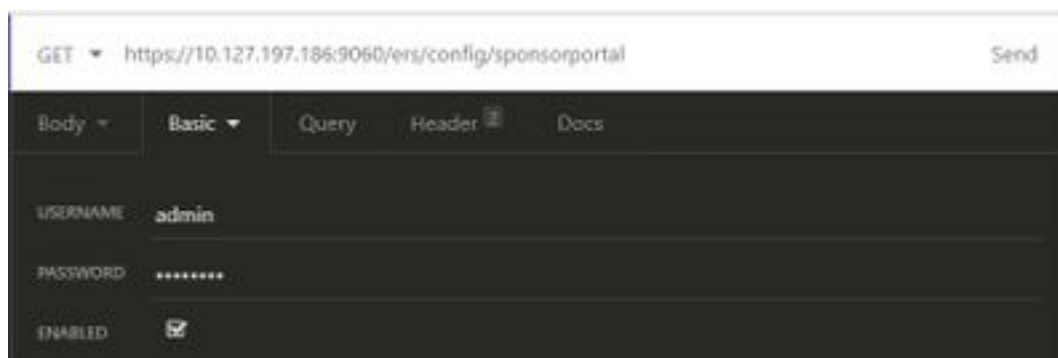 GET https://10.127.197.186:9060/ers/config/sponsorportal Send
Body Basic Query Header 2 Docs
USERNAME admin
PASSWORD ••••••••
ENABLED